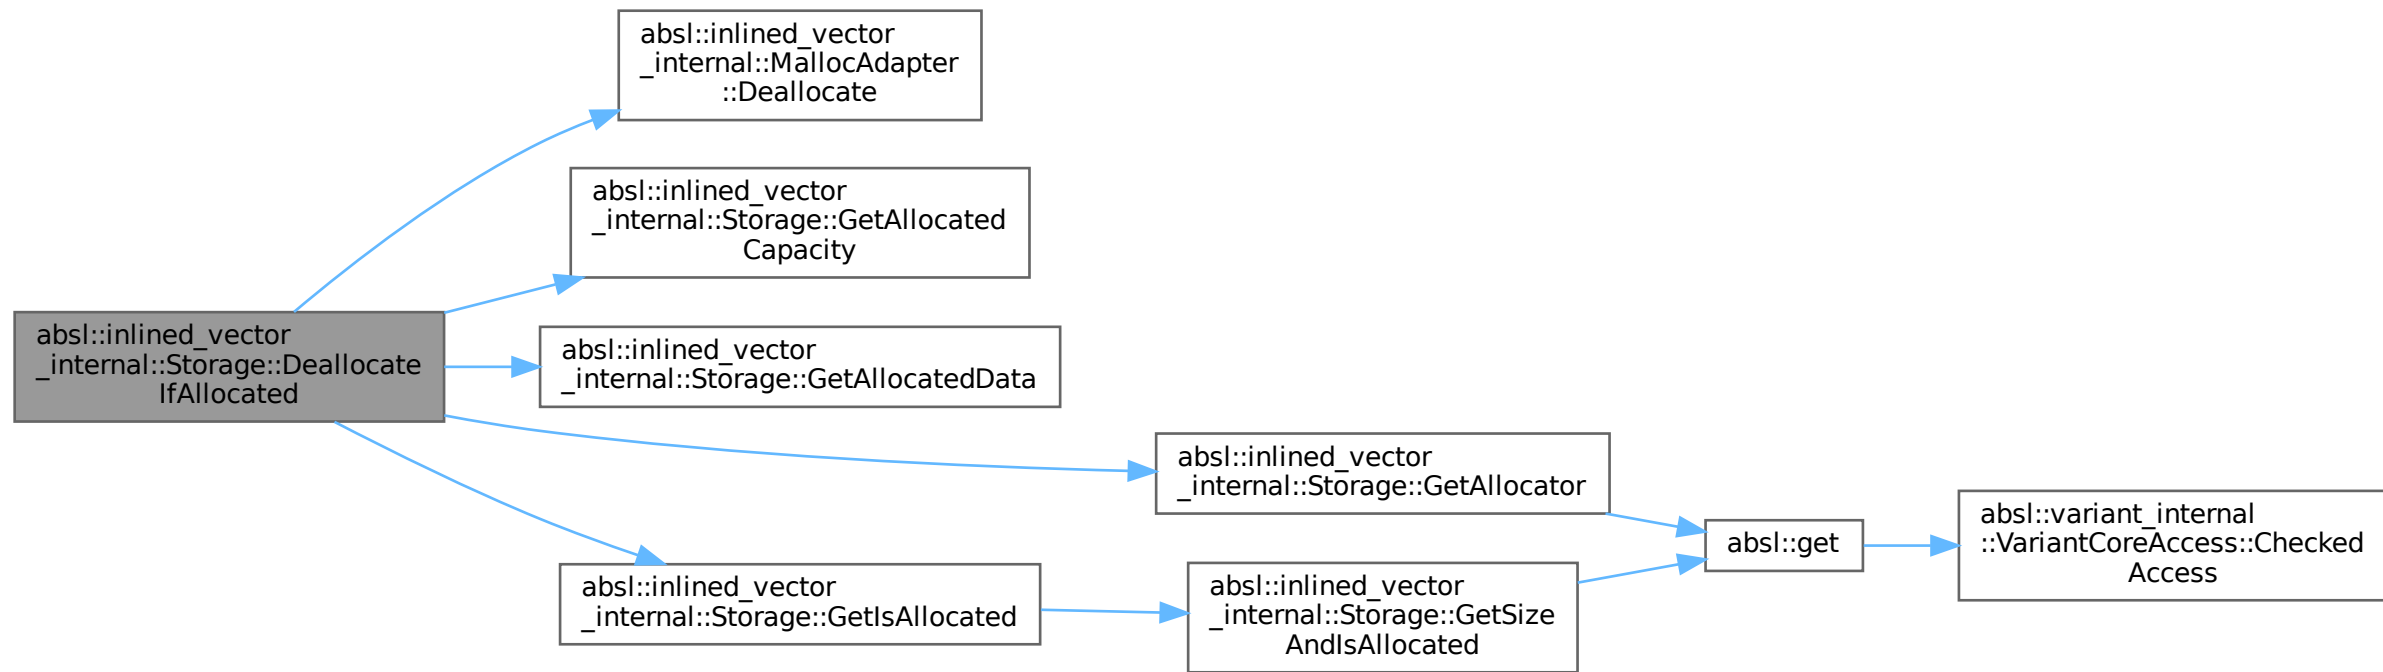 absl::inlined_vector
_internal::MallocAdapter
::Deallocate
absl::inlined_vector
_internal::Storage::GetAllocated
Capacity
absl::inlined_vector
_internal::Storage::Deallocate
IfAllocated
absl::inlined_vector
_internal::Storage::GetAllocatedData
absl::inlined_vector
_internal::Storage::GetAllocator
absl::inlined_vector
_internal::Storage::GetIsAllocated
absl::inlined_vector
_internal::Storage::GetSize
AndIsAllocated
absl::get
absl::variant_internal
::VariantCoreAccess::Checked
Access